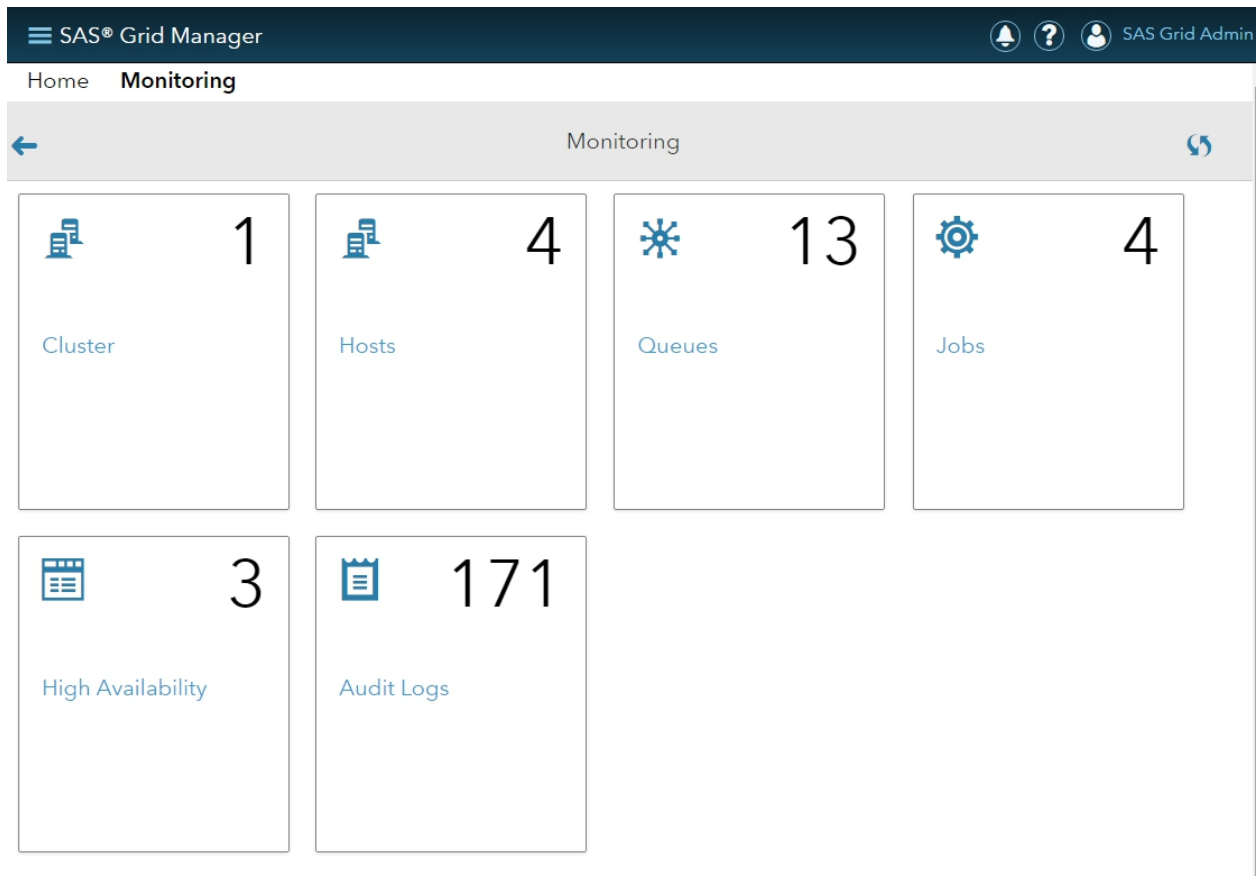 SAS® Grid Manager
SAS Grid Admin
Home Monitoring
Monitoring
1
Cluster
4
Hosts
13
Queues
4
Jobs
3
High Availability
171
Audit Logs